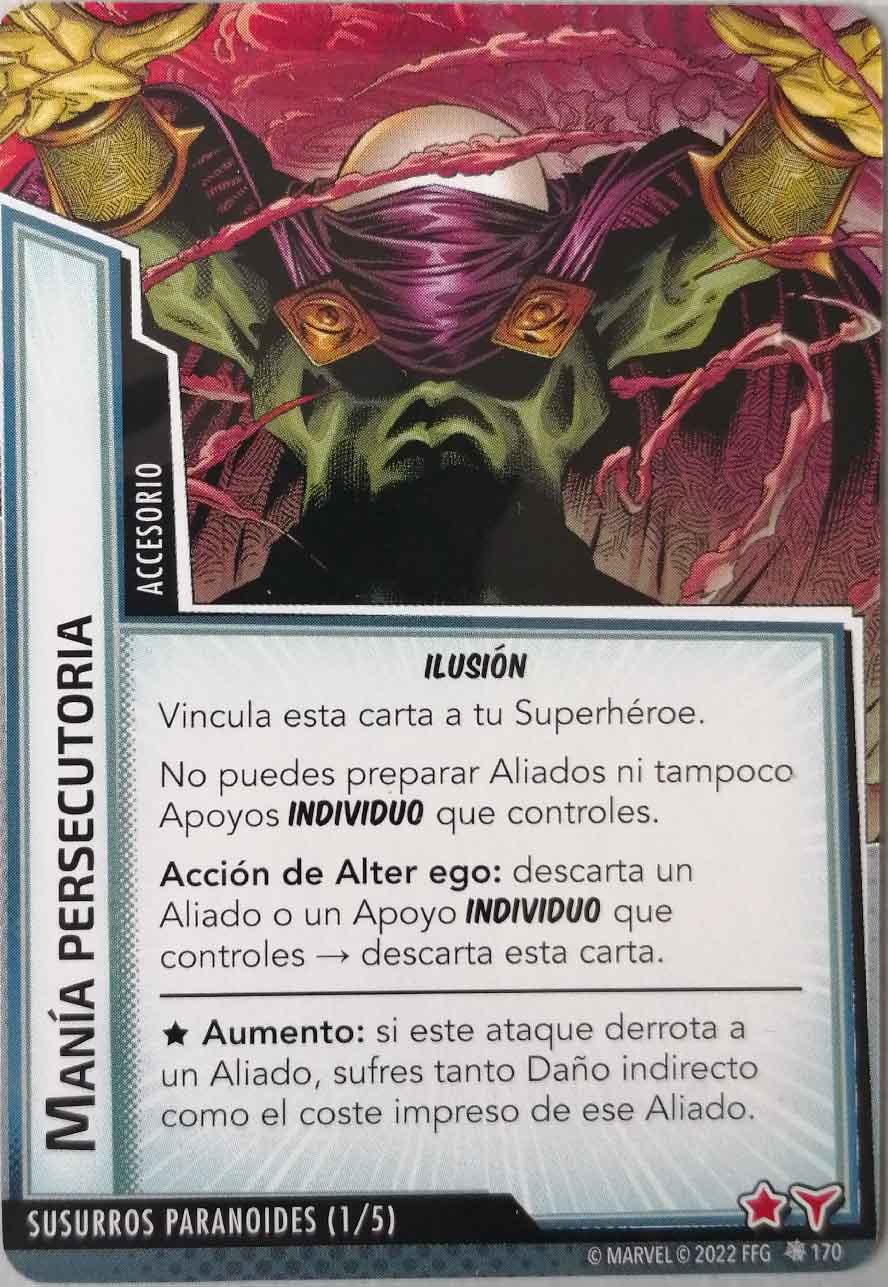 ACCESORIO
MANÍA PERSECUTORIA
ILUSIÓN
Vincula esta carta a tu Superhéroe.
No puedes preparar Aliados ni tampoco
Apoyos INDIVIDUO que controles.
Acción de Alter ego: descarta un
Aliado o un Apoyo INDIVIDUO que
controles → descarta esta carta.
★ Aumento: si este ataque derrota a
un Aliado, sufres tanto Daño indirecto
como el coste impreso de ese Aliado.
SUSURROS PARANOIDES (1/5)
© MARVEL © 2022 FFG 170